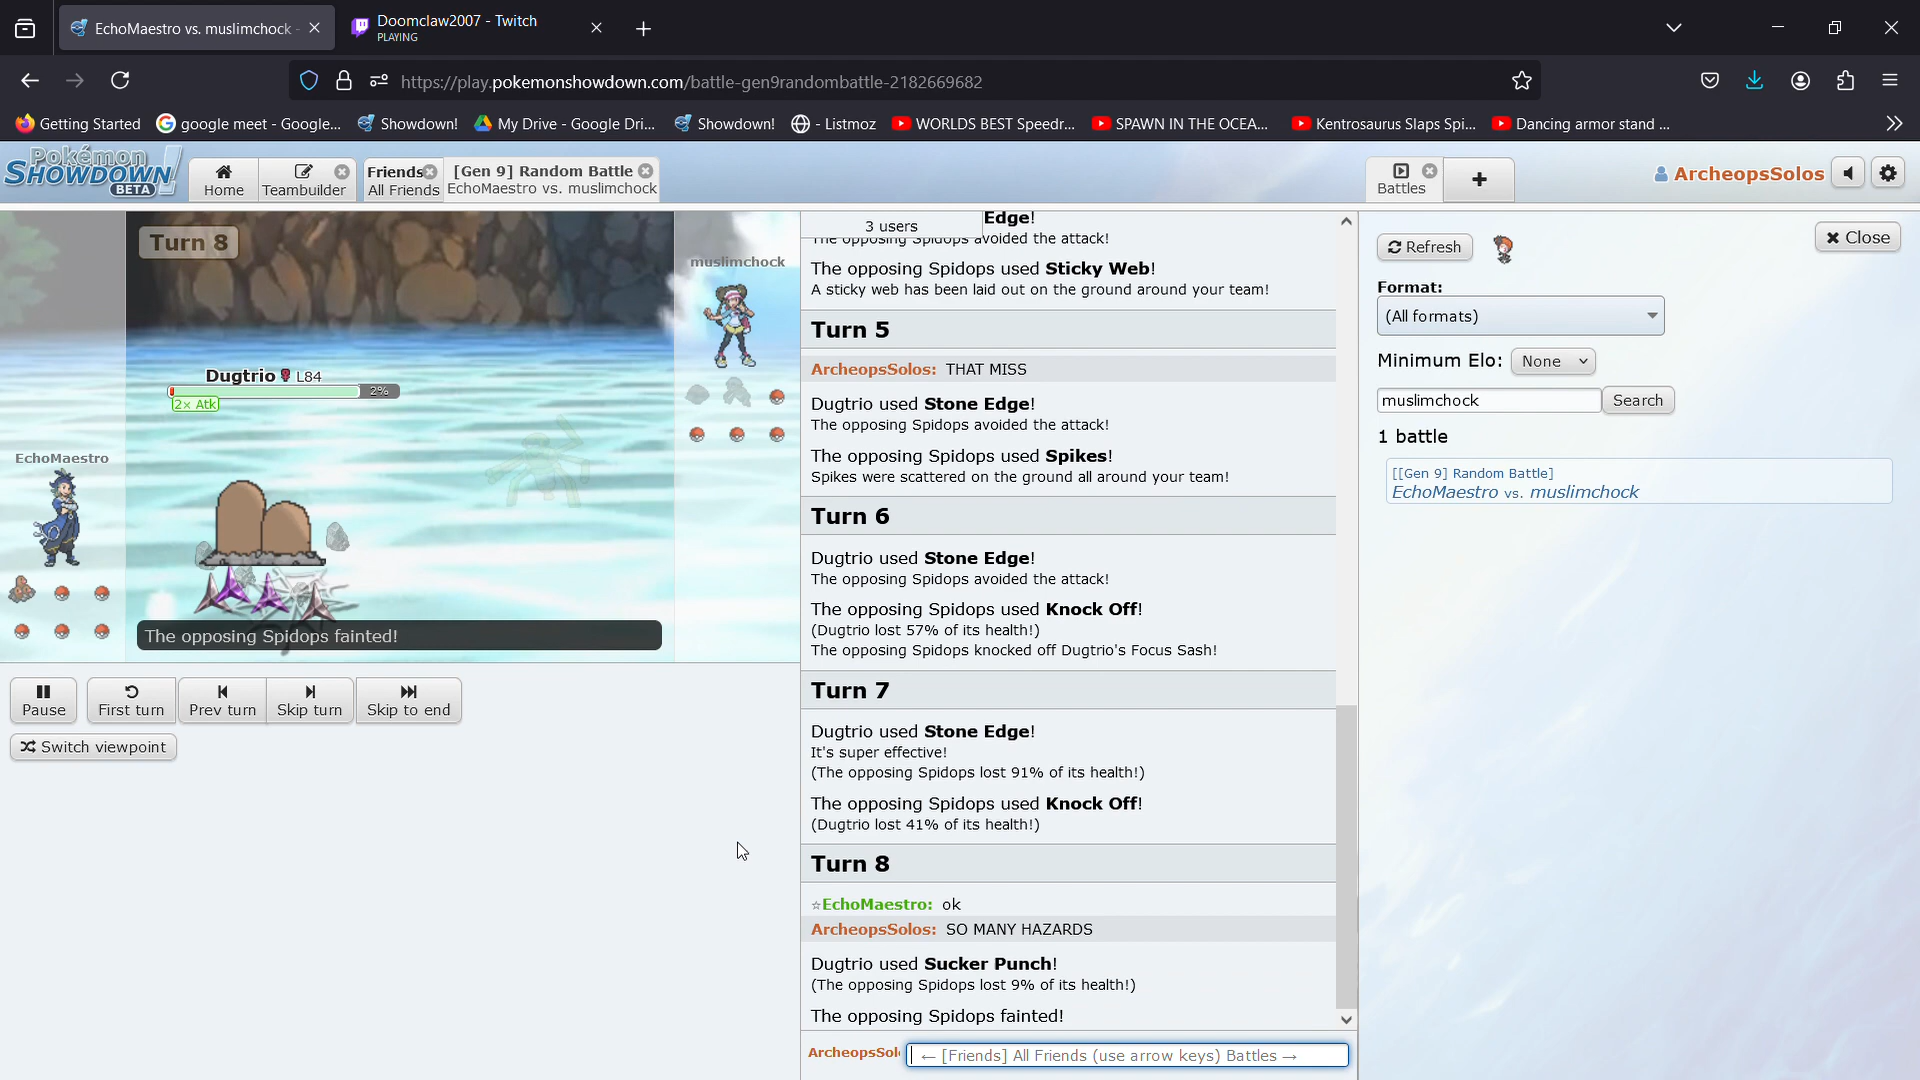 EchoMaestro vs. muslimchock -
Doomclaw2007 - Twitch
PLAYING
https://play.pokemonshowdown.com/battle-gen9randombattle-2182669682
Getting Started
google meet - Google...
Showdown!
My Drive - Google Dri...
Showdown!
- Listmoz
WORLDS BEST Speedr...
SPAWN IN THE OCEA...
Kentrosaurus Slaps Spi...
Dancing armor stand ...
Pokémon
SHOWDOWN!
BETA
Home
Teambuilder
Friends
All Friends
[Gen 9] Random Battle
EchoMaestro vs. muslimchock
Battles
ArcheopsSolos
Turn 8
muslimchock
Dugtrio L84
2%
2× Atk
EchoMaestro
The opposing Spidops fainted!
Pause
First turn
Prev turn
Skip turn
Skip to end
Switch viewpoint
3 users
Edge!
The opposing Spidops avoided the attack!
The opposing Spidops used Sticky Web!
A sticky web has been laid out on the ground around your team!
Turn 5
ArcheopsSolos: THAT MISS
Dugtrio used Stone Edge!
The opposing Spidops avoided the attack!
The opposing Spidops used Spikes!
Spikes were scattered on the ground all around your team!
Turn 6
Dugtrio used Stone Edge!
The opposing Spidops avoided the attack!
The opposing Spidops used Knock Off!
(Dugtrio lost 57% of its health!)
The opposing Spidops knocked off Dugtrio's Focus Sash!
Turn 7
Dugtrio used Stone Edge!
It's super effective!
(The opposing Spidops lost 91% of its health!)
The opposing Spidops used Knock Off!
(Dugtrio lost 41% of its health!)
Turn 8
☆EchoMaestro: ok
ArcheopsSolos: SO MANY HAZARDS
Dugtrio used Sucker Punch!
(The opposing Spidops lost 9% of its health!)
The opposing Spidops fainted!
ArcheopsSol
← [Friends] All Friends (use arrow keys) Battles →
Refresh
Close
Format:
(All formats)
Minimum Elo: None
muslimchock
Search
1 battle
[[Gen 9] Random Battle]
EchoMaestro vs. muslimchock